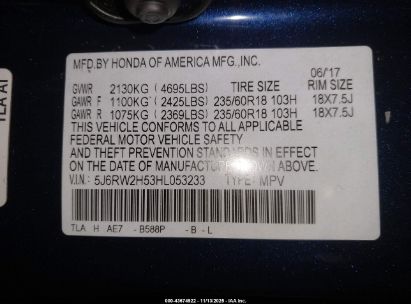 MFD.BY HONDA OF AMERICA MFG.,INC.
06/17
GVWR 2130KG (4695LBS) TIRE SIZE RIM SIZE
GAWR F 1100KG (2425LBS) 235/60R18 103H 18X7.5J
GAWR R 1075KG (2369LBS) 235/60R18 103H 18X7.5J
THIS VEHICLE CONFORMS TO ALL APPLICABLE
FEDERAL MOTOR VEHICLE SAFETY
AND THEFT PREVENTION STANDARDS IN EFFECT
ON THE DATE OF MANUFACTURE SHOWN ABOVE.
V.I.N.: 5J6RW2H53HL053233 TYPE: MPV
TLA H AE7 - B588P - B - L
TLA A1